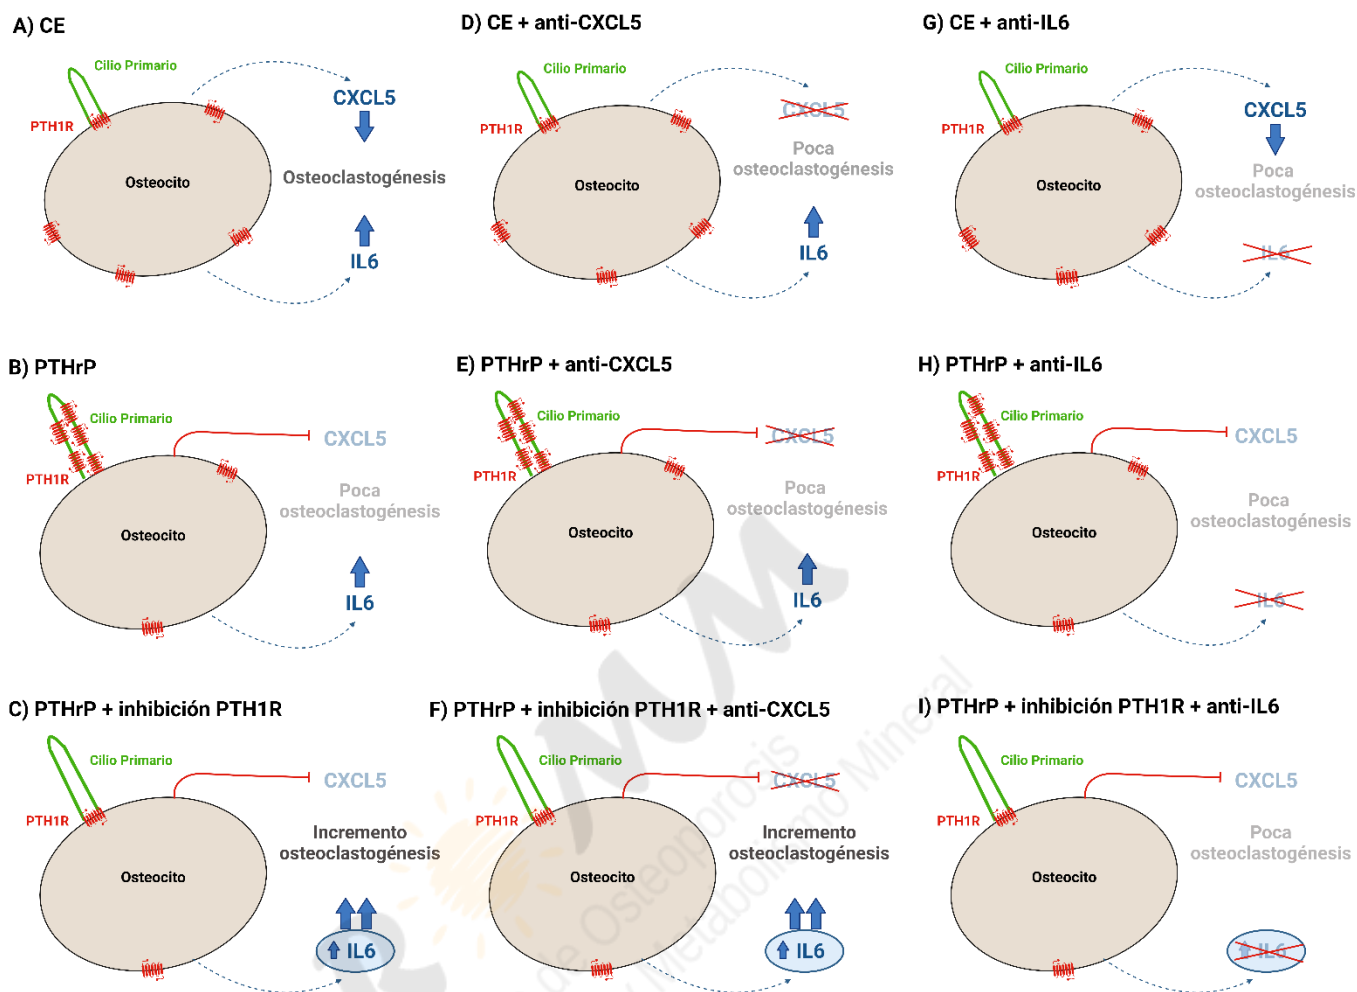 A) CE
Cilio Primario
PTH1R
Osteocito
CXCL5
Osteoclastogénesis
IL6
D) CE + anti-CXCL5
Cilio Primario
PTH1R
Osteocito
CXCL5
Poca
osteoclastogénesis
IL6
G) CE + anti-IL6
Cilio Primario
PTH1R
Osteocito
CXCL5
Poca
osteoclastogénesis
IL6
B) PTHrP
Cilio Primario
PTH1R
Osteocito
CXCL5
Poca
osteoclastogénesis
IL6
E) PTHrP + anti-CXCL5
Cilio Primario
PTH1R
Osteocito
CXCL5
Poca
osteoclastogénesis
IL6
H) PTHrP + anti-IL6
Cilio Primario
PTH1R
Osteocito
CXCL5
Poca
osteoclastogénesis
IL6
C) PTHrP + inhibición PTH1R
Cilio Primario
PTH1R
Osteocito
CXCL5
Incremento
osteoclastogénesis
IL6
F) PTHrP + inhibición PTH1R + anti-CXCL5
Cilio Primario
PTH1R
Osteocito
CXCL5
Incremento
osteoclastogénesis
IL6
I) PTHrP + inhibición PTH1R + anti-IL6
Cilio Primario
PTH1R
Osteocito
CXCL5
Poca
osteoclastogénesis
IL6
de Osteoporosis
Metabolismo Mineral